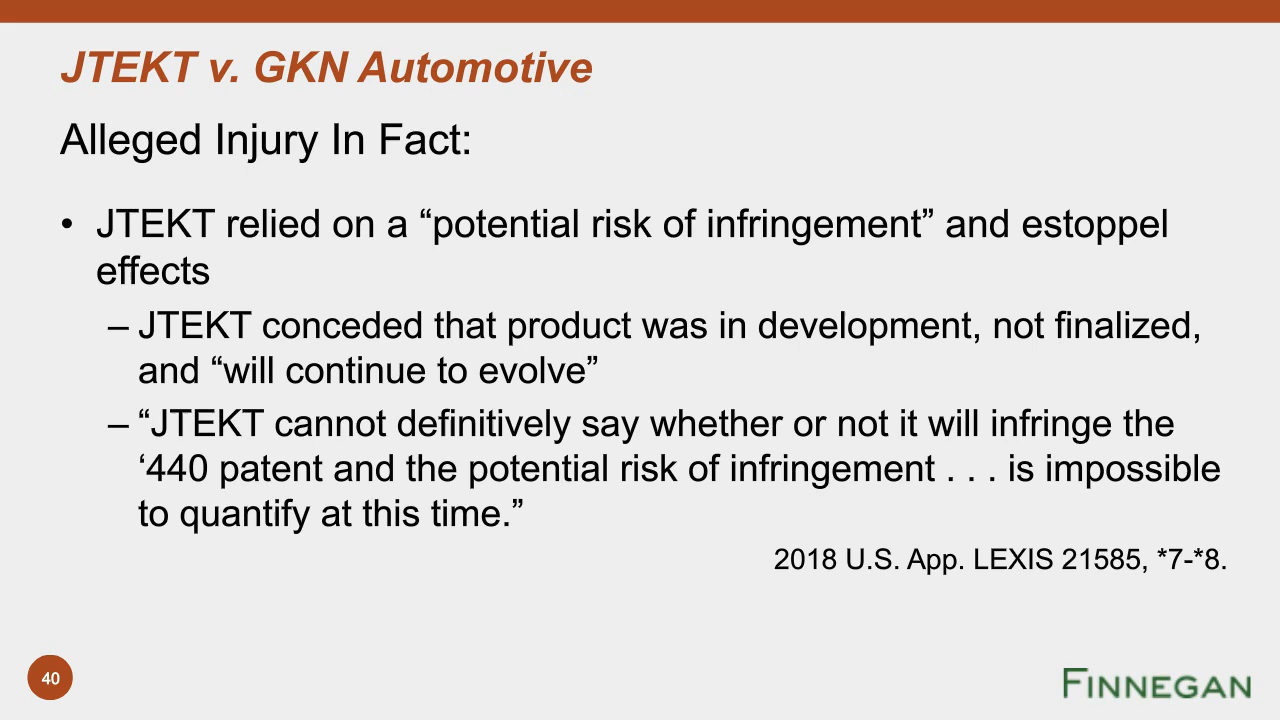 JTEKT v. GKN Automotive
Alleged Injury In Fact:
• JTEKT relied on a “potential risk of infringement” and estoppel
effects
– JTEKT conceded that product was in development, not finalized,
and “will continue to evolve”
– “JTEKT cannot definitively say whether or not it will infringe the
‘440 patent and the potential risk of infringement . . . is impossible
to quantify at this time.”
2018 U.S. App. LEXIS 21585, *7-*8.
40
FINNEGAN